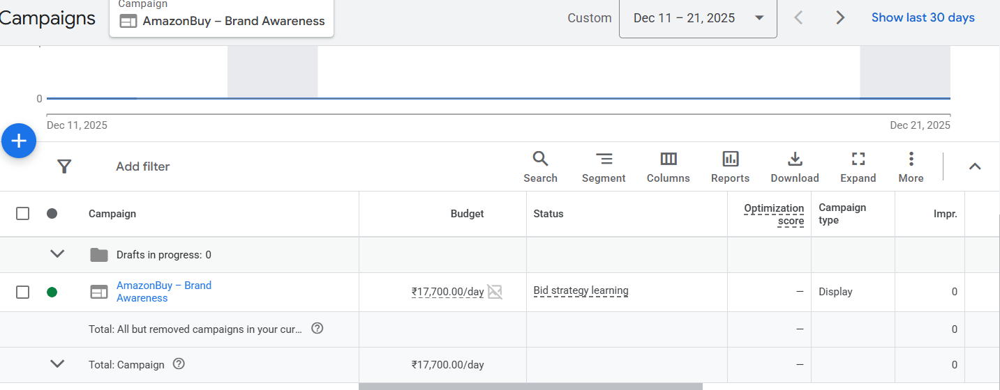 Campaign
Campaigns
AmazonBuy – Brand Awareness
Custom
Dec 11 – 21, 2025
Show last 30 days
0
Dec 11, 2025
Dec 21, 2025
Add filter
Search
Segment
Columns
Reports
Download
Expand
More
Campaign
Budget
Status
Optimization
score
Campaign
type
Impr.
Drafts in progress: 0
AmazonBuy – Brand
Awareness
₹17,700.00/day
Bid strategy learning
—
Display
0
Total: All but removed campaigns in your cur...
—
0
Total: Campaign
₹17,700.00/day
—
0